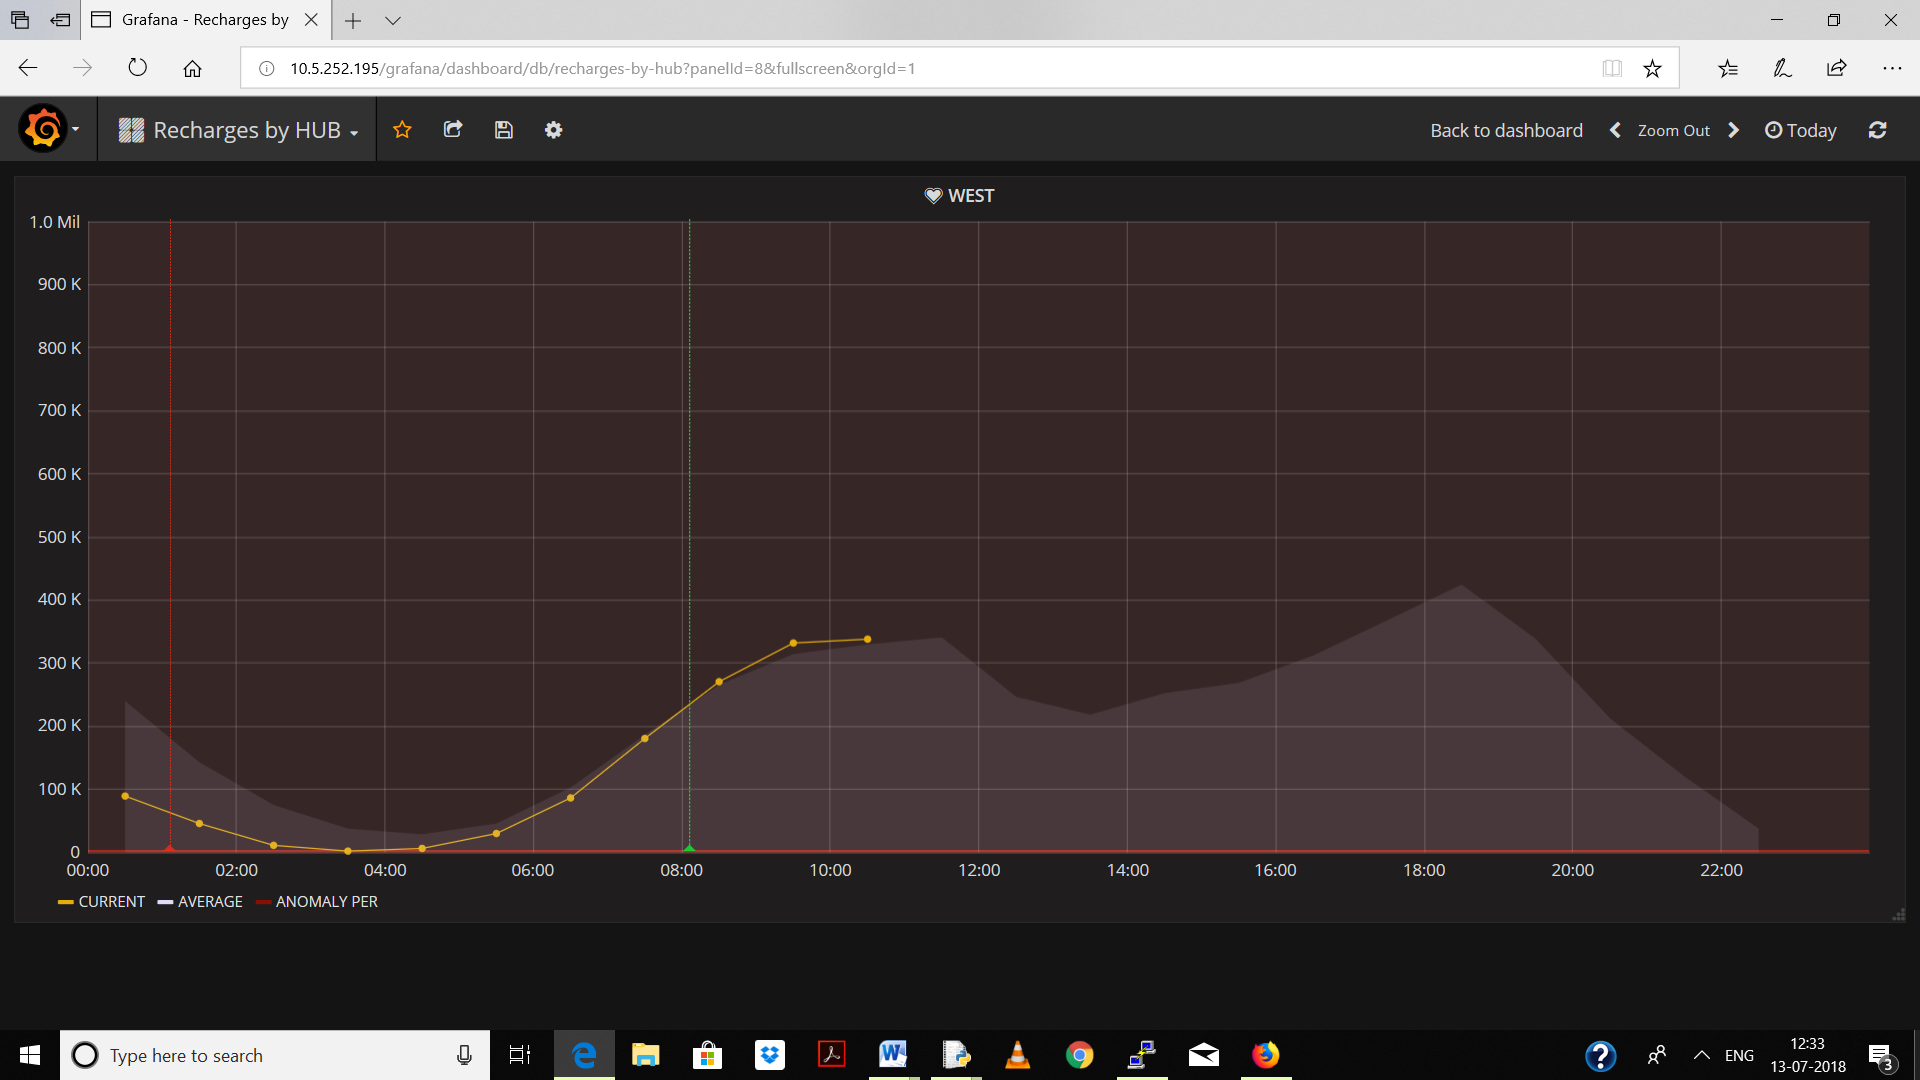 Grafana - Recharges by
10.5.252.195/grafana/dashboard/db/recharges-by-hub?panelId=8&fullscreen&orgId=1
Recharges by HUB
Back to dashboard
Zoom Out
Today
WEST
1.0 Mil
900 K
800 K
700 K
600 K
500 K
400 K
300 K
200 K
100 K
0
00:00 02:00 04:00 06:00 08:00 10:00 12:00 14:00 16:00 18:00 20:00 22:00
CURRENT AVERAGE ANOMALY PER
Type here to search
ENG
12:33
13-07-2018
3